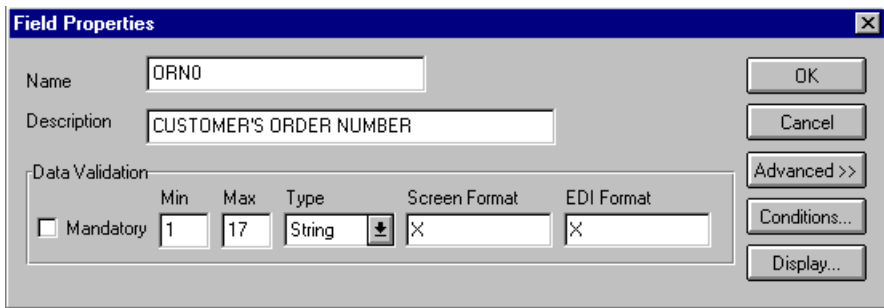 Field Properties
Name ORN0 OK
Description CUSTOMER'S ORDER NUMBER Cancel
Data Validation Advanced >>
Min Max Type Screen Format EDI Format
Mandatory 1 17 String X X Conditions...
Display...